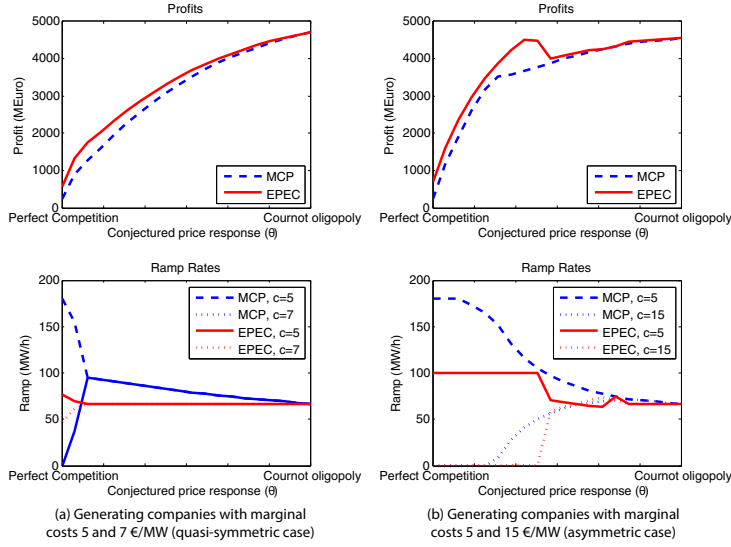 Profits
Profit (MEuro)
5000
4000
3000
2000
1000
0
MCP
EPEC
Perfect Competition
Cournot oligopoly
Conjectured price response (θ)
Profits
Profit (MEuro)
5000
4000
3000
2000
1000
0
MCP
EPEC
Perfect Competition
Cournot oligopoly
Conjectured price response (θ)
Ramp Rates
Ramp (MW/h)
200
150
100
50
0
MCP, c=5
MCP, c=7
EPEC, c=5
EPEC, c=7
Perfect Competition
Cournot oligopoly
Conjectured price response (θ)
Ramp Rates
Ramp (MW/h)
200
150
100
50
0
MCP, c=5
MCP, c=15
EPEC, c=5
EPEC, c=15
Perfect Competition
Cournot oligopoly
Conjectured price response (θ)
(a) Generating companies with marginal
costs 5 and 7 €/MW (quasi-symmetric case)
(b) Generating companies with marginal
costs 5 and 15 €/MW (asymmetric case)